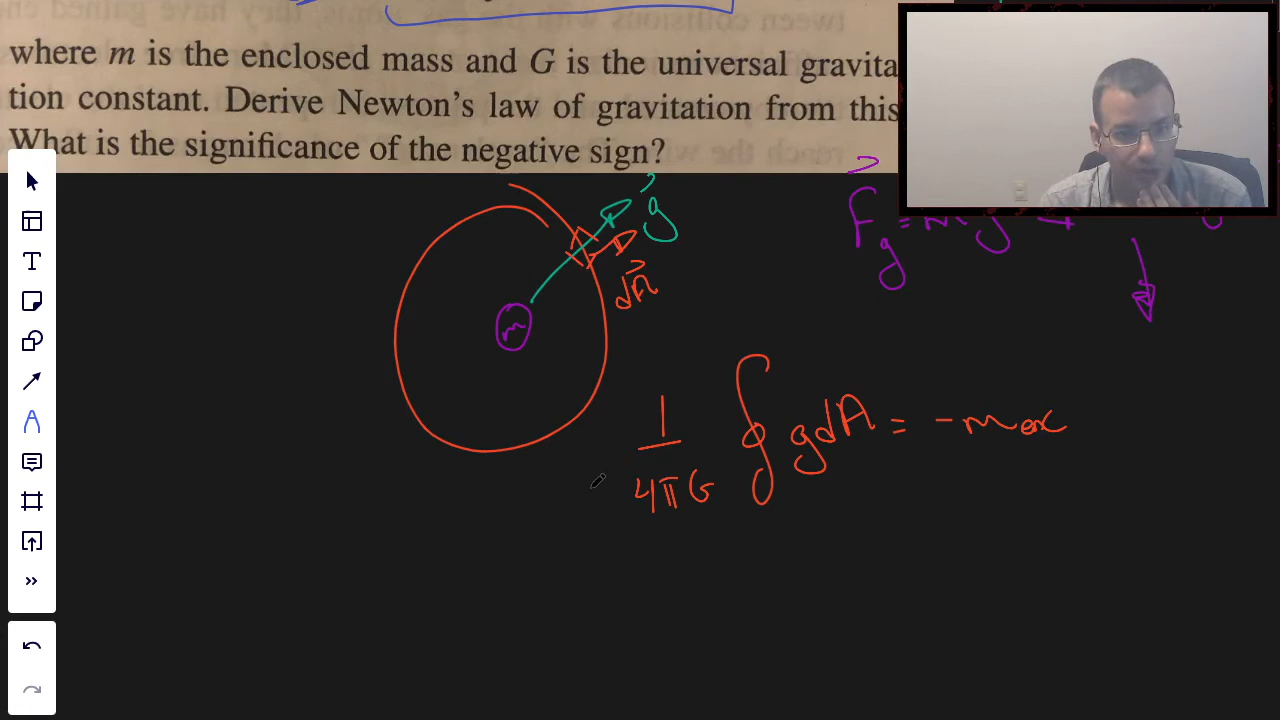 where m is the enclosed mass and G is the universal gravita
tion constant. Derive Newton's law of gravitation from this
What is the significance of the negative sign?
g
F g = m g
dA
m
1
∮ g dA = - m
4πG
T